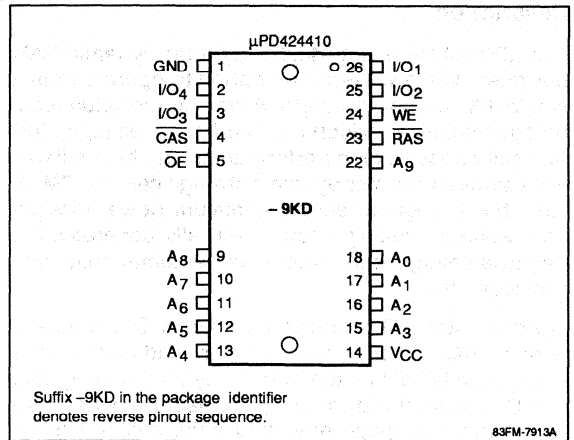 μPD424410
GND 1 26 I/O1
I/O4 2 25 I/O2
I/O3 3 24 WE
CAS 4 23 RAS
OE 5 22 A9
– 9KD
A8 9 18 A0
A7 10 17 A1
A6 11 16 A2
A5 12 15 A3
A4 13 14 VCC
Suffix –9KD in the package identifier
denotes reverse pinout sequence.
83FM-7913A